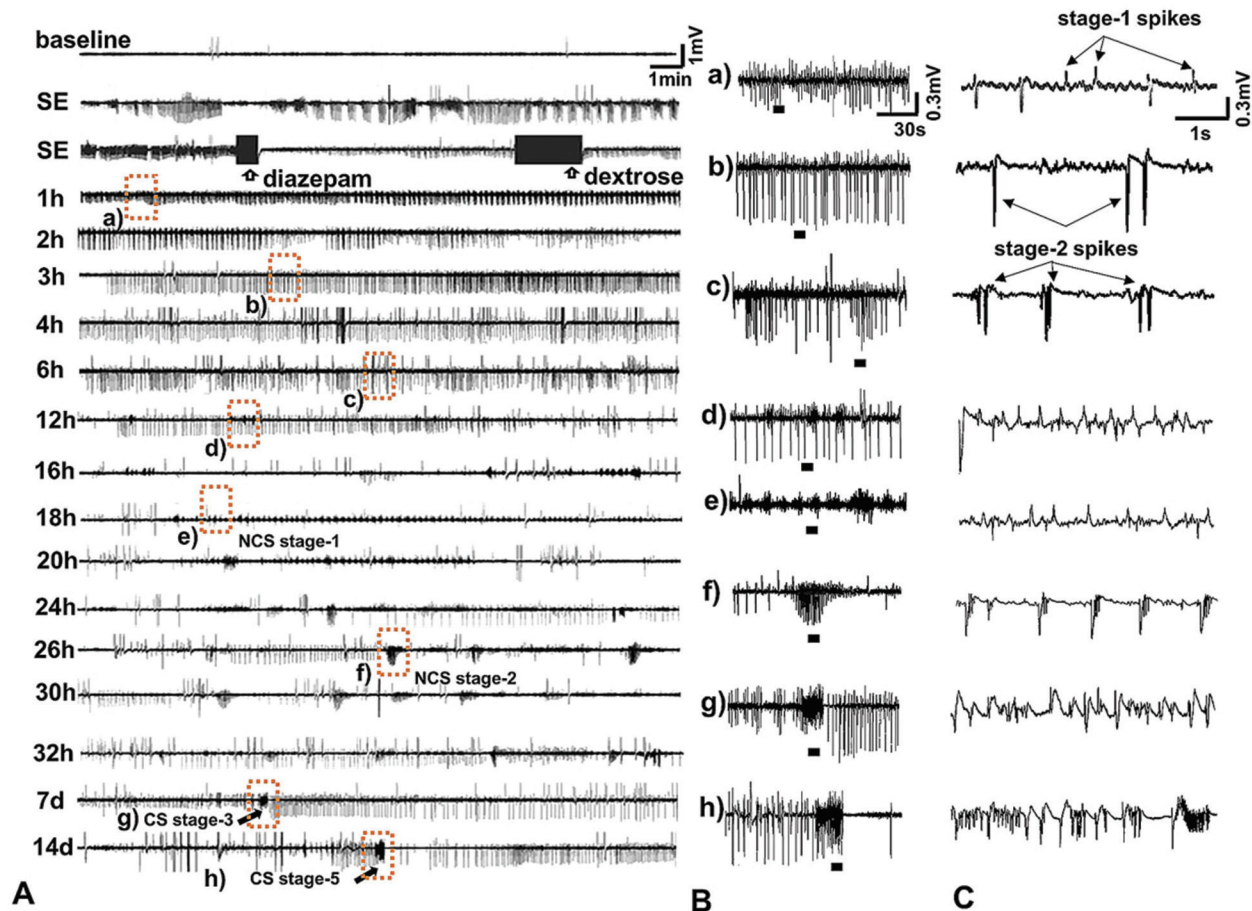 baseline
1mV
1min
SE
SE
diazepam
dextrose
1h
a)
2h
3h
b)
4h
6h
c)
12h
d)
16h
18h
e) NCS stage-1
20h
24h
26h
f) NCS stage-2
30h
32h
7d
g) CS stage-3
14d
h) CS stage-5
A
a)
0.3mV
30s
b)
c)
d)
e)
f)
g)
h)
B
stage-1 spikes
0.3mV
1s
stage-2 spikes
C